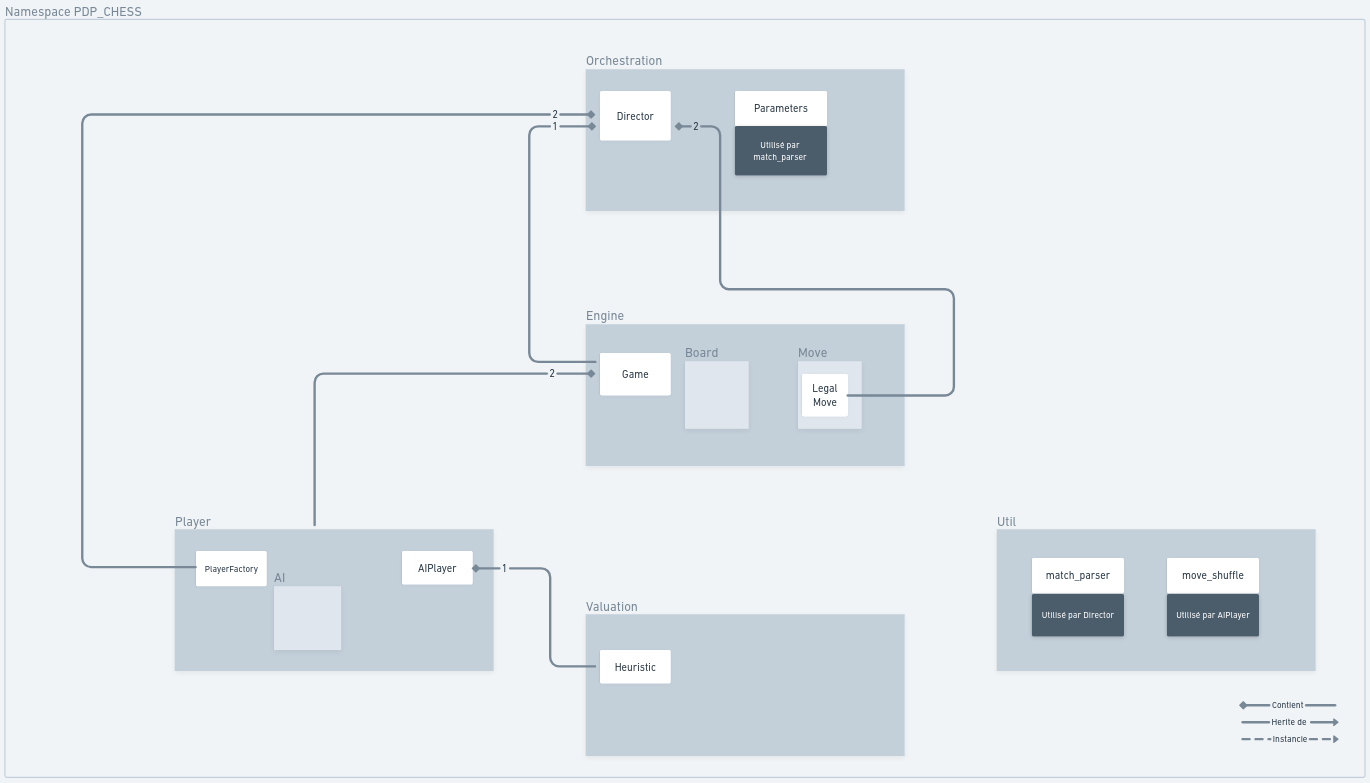 Namespace PDP_CHESS
Orchestration
Director
Parameters
Utilisé par
match_parser
2
1
2
Engine
Game
Board
Move
Legal
Move
2
Player
PlayerFactory
AI
AIPlayer
1
Valuation
Heuristic
Util
match_parser
Utilisé par Director
move_shuffle
Utilisé par AIPlayer
Contient
Herite de
Instancie